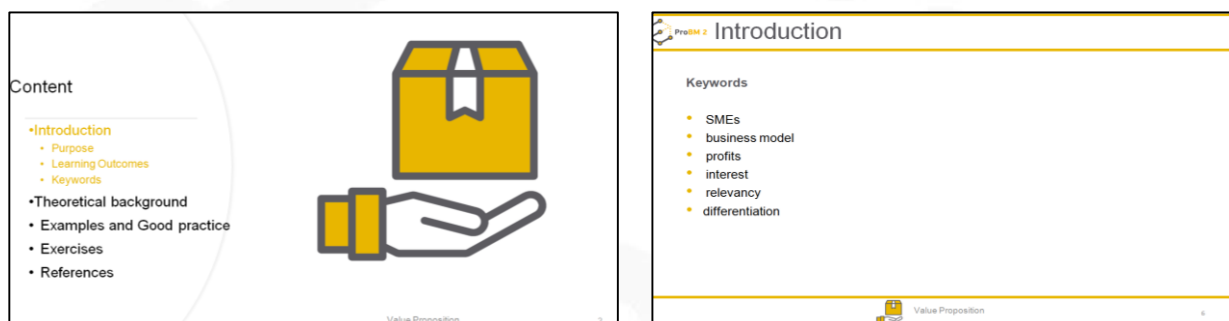 Content
•Introduction
• Purpose
• Learning Outcomes
• Keywords
•Theoretical background
• Examples and Good practice
• Exercises
• References
Value Proposition
ProBM 2 Introduction
Keywords
• SMEs
• business model
• profits
• interest
• relevancy
• differentiation
Value Proposition